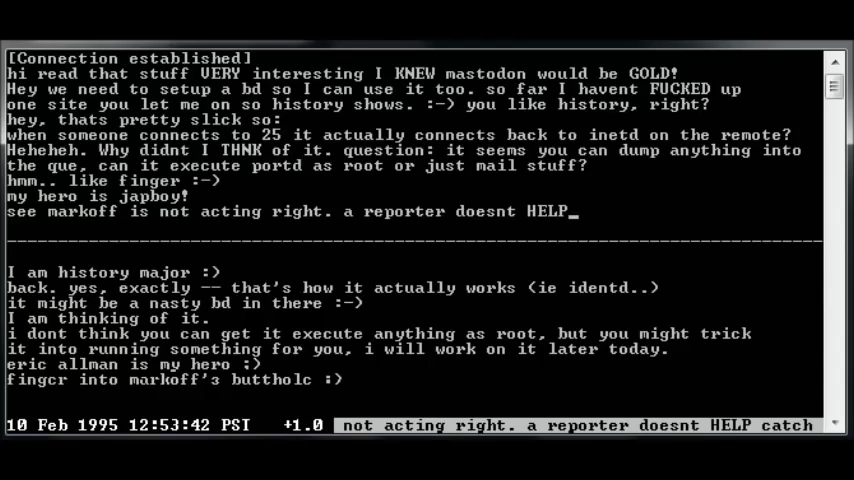 [Connection established]
hi read that stuff VERY interesting I KNEW mastodon would be GOLD!
Hey we need to setup a bd so I can use it too. so far I havent FUCKED up
one site you let me on so history shows. :-) you like history, right?
hey, thats pretty slick so:
when someone connects to 25 it actually connects back to inetd on the remote?
Heheheh. Why didnt I THNK of it. question: it seems you can dump anything into
the que, can it execute portd as root or just mail stuff?
hmm.. like finger :-)
my hero is japboy!
see markoff is not acting right. a reporter doesnt HELP_
I am history major :)
back. yes, exactly -- that's how it actually works (ie identd..)
it might be a nasty bd in there :-)
I am thinking of it.
i dont think you can get it execute anything as root, but you might trick
it into running something for you, i will work on it later today.
eric allman is my hero ;)
finger into markoff's butthole :)
10 Feb 1995 12:53:42 PST +1.0 not acting right. a reporter doesnt HELP catch